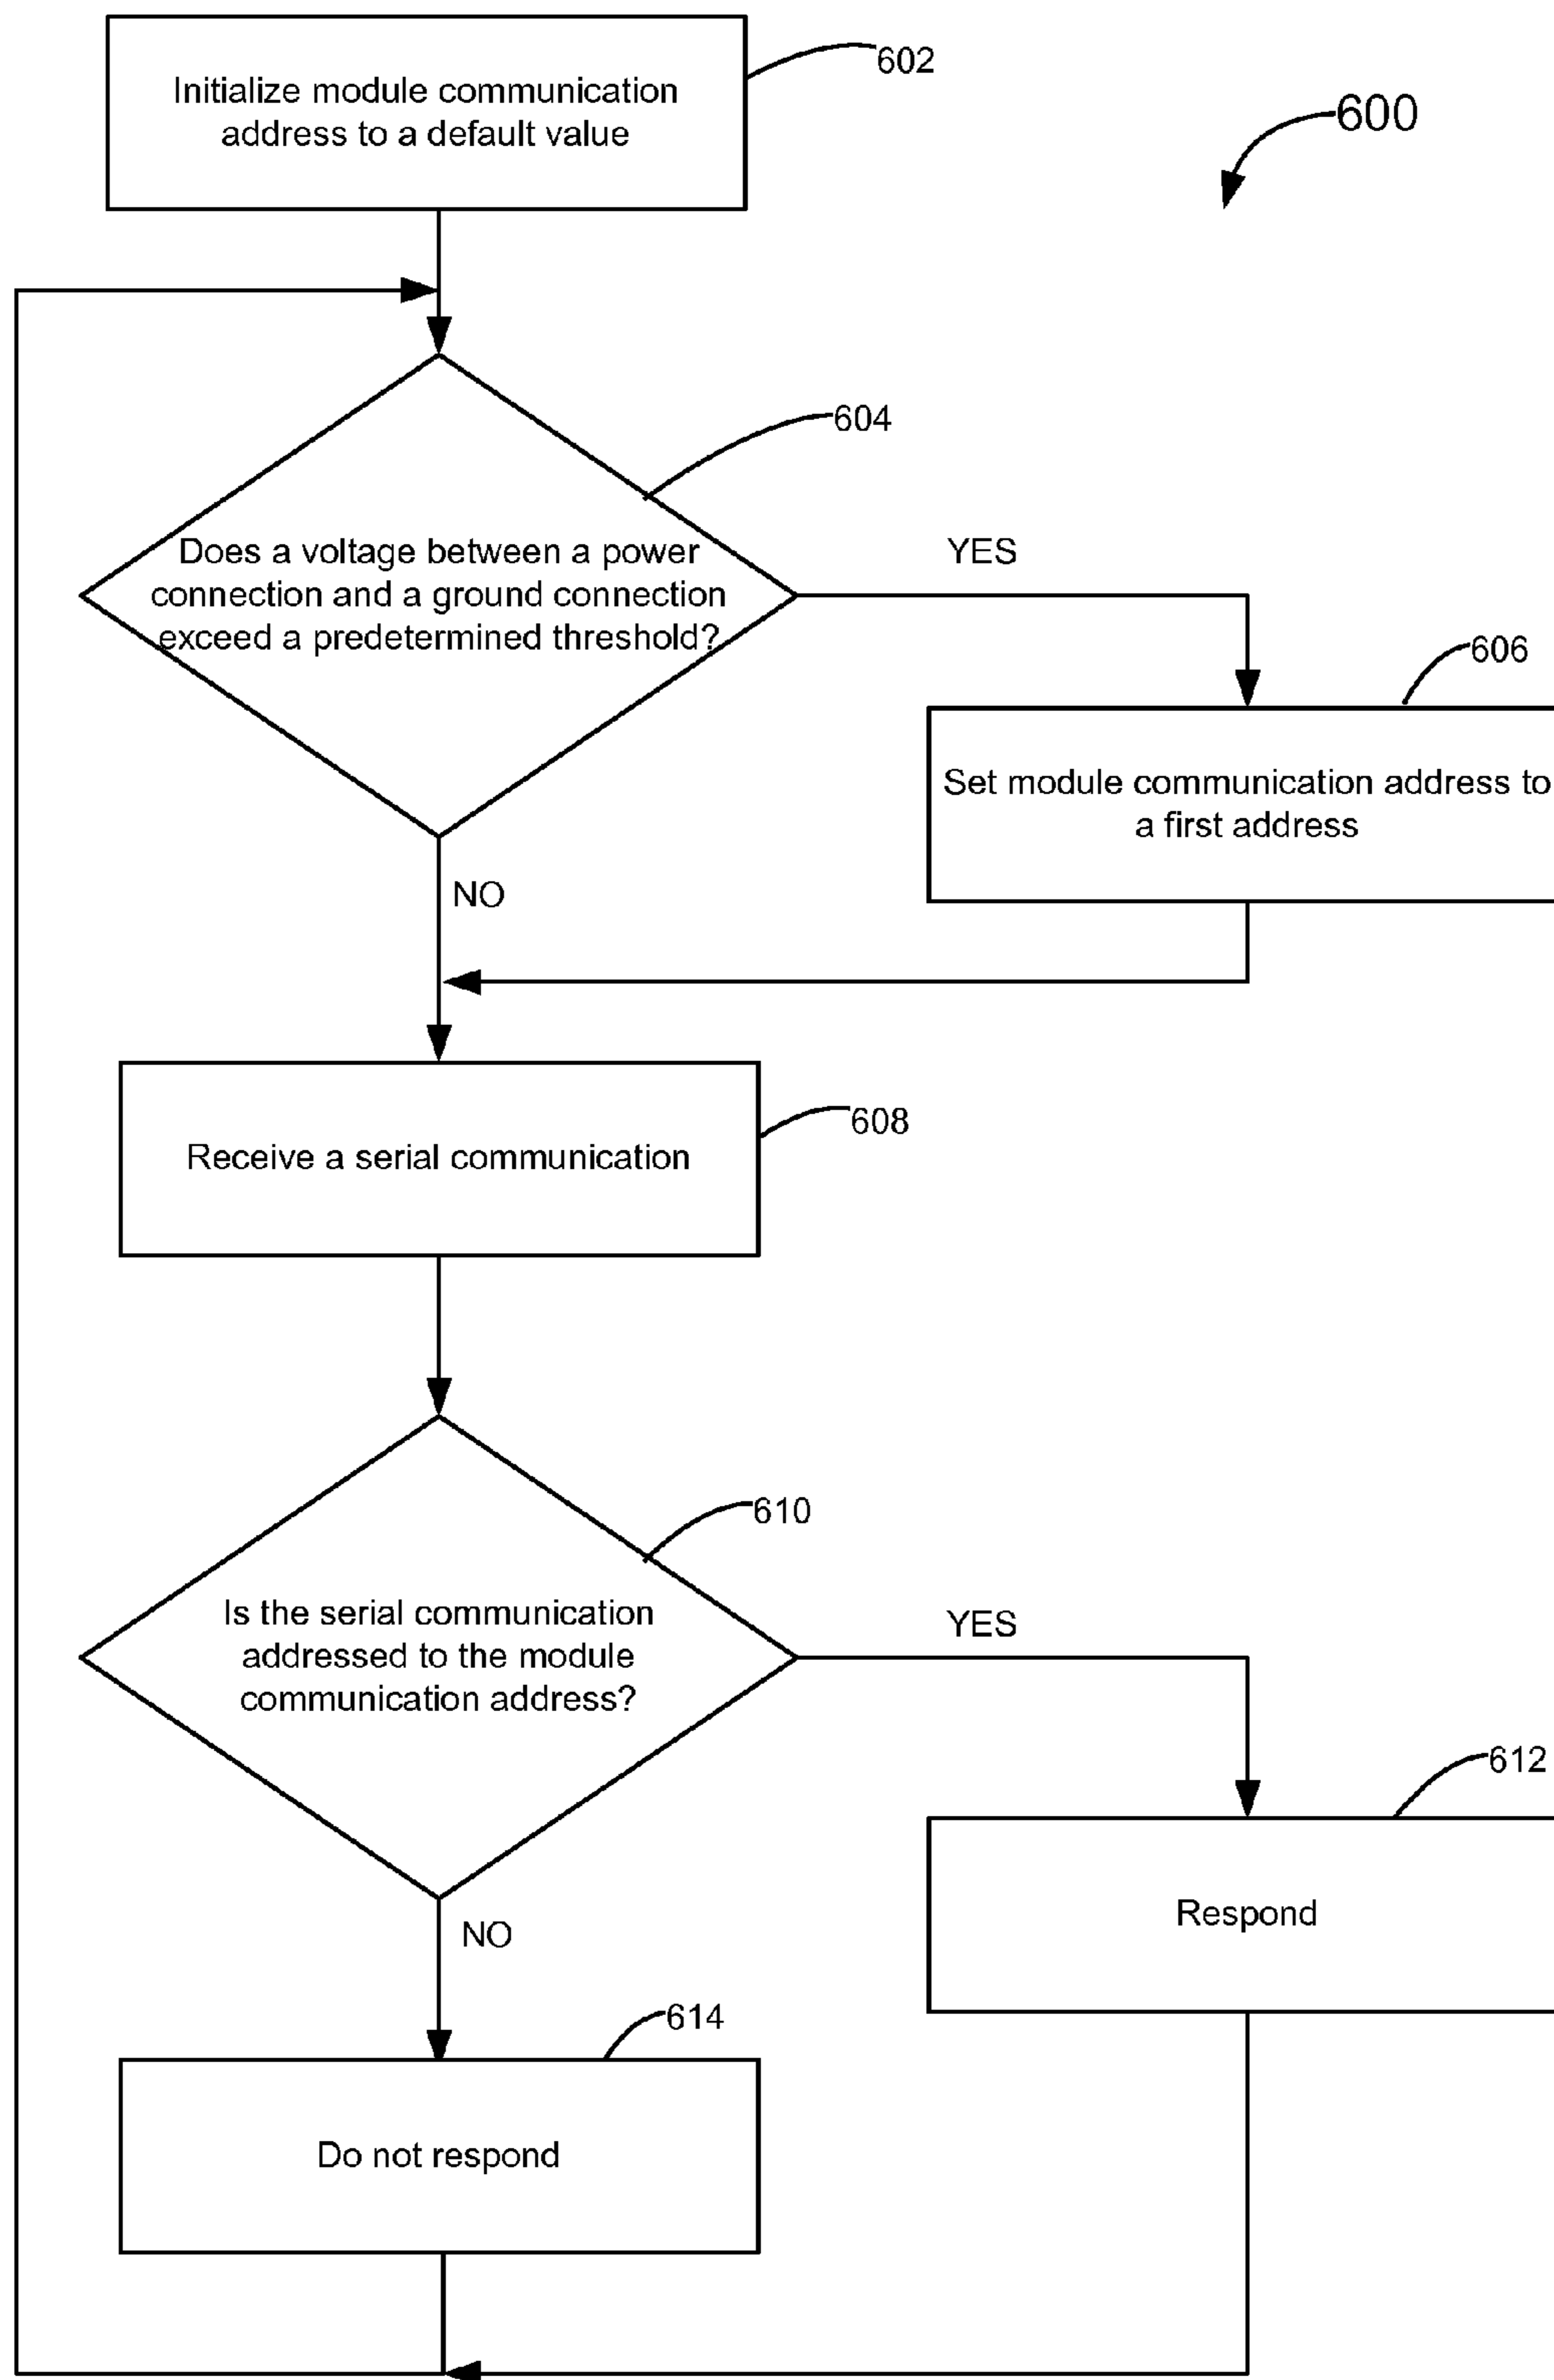 Initialize module communication
address to a default value
602
600
604
Does a voltage between a power
connection and a ground connection
exceed a predetermined threshold?
YES
606
Set module communication address to
a first address
NO
608
Receive a serial communication
610
Is the serial communication
addressed to the module
communication address?
YES
612
Respond
NO
614
Do not respond